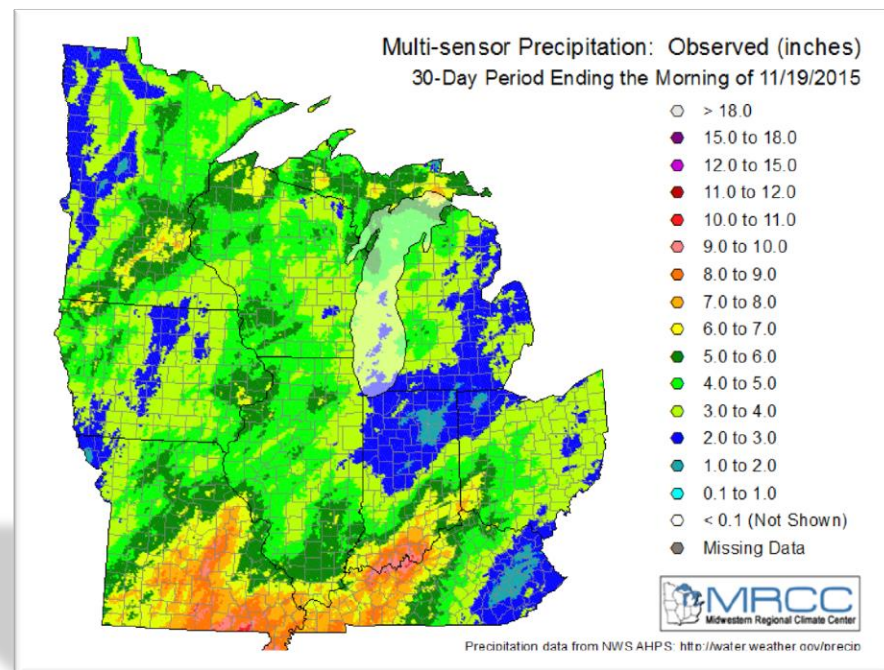 Multi-sensor Precipitation: Observed (inches)
30-Day Period Ending the Morning of 11/19/2015
> 18.0
15.0 to 18.0
12.0 to 15.0
11.0 to 12.0
10.0 to 11.0
9.0 to 10.0
8.0 to 9.0
7.0 to 8.0
6.0 to 7.0
5.0 to 6.0
4.0 to 5.0
3.0 to 4.0
2.0 to 3.0
1.0 to 2.0
0.1 to 1.0
< 0.1 (Not Shown)
Missing Data
MRCC
Midwestern Regional Climate Center
Precipitation data from NWS AHPS: http://water.weather.gov/precip